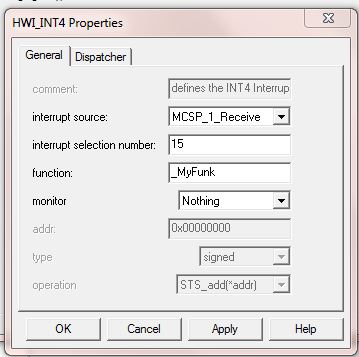 HWI_INT4 Properties
General Dispatcher
comment: defines the INT4 Interrup
interrupt source: MCSP_1_Receive
interrupt selection number: 15
function: _MyFunk
monitor Nothing
addr: 0x00000000
type signed
operation STS_add(*addr)
OK Cancel Apply Help